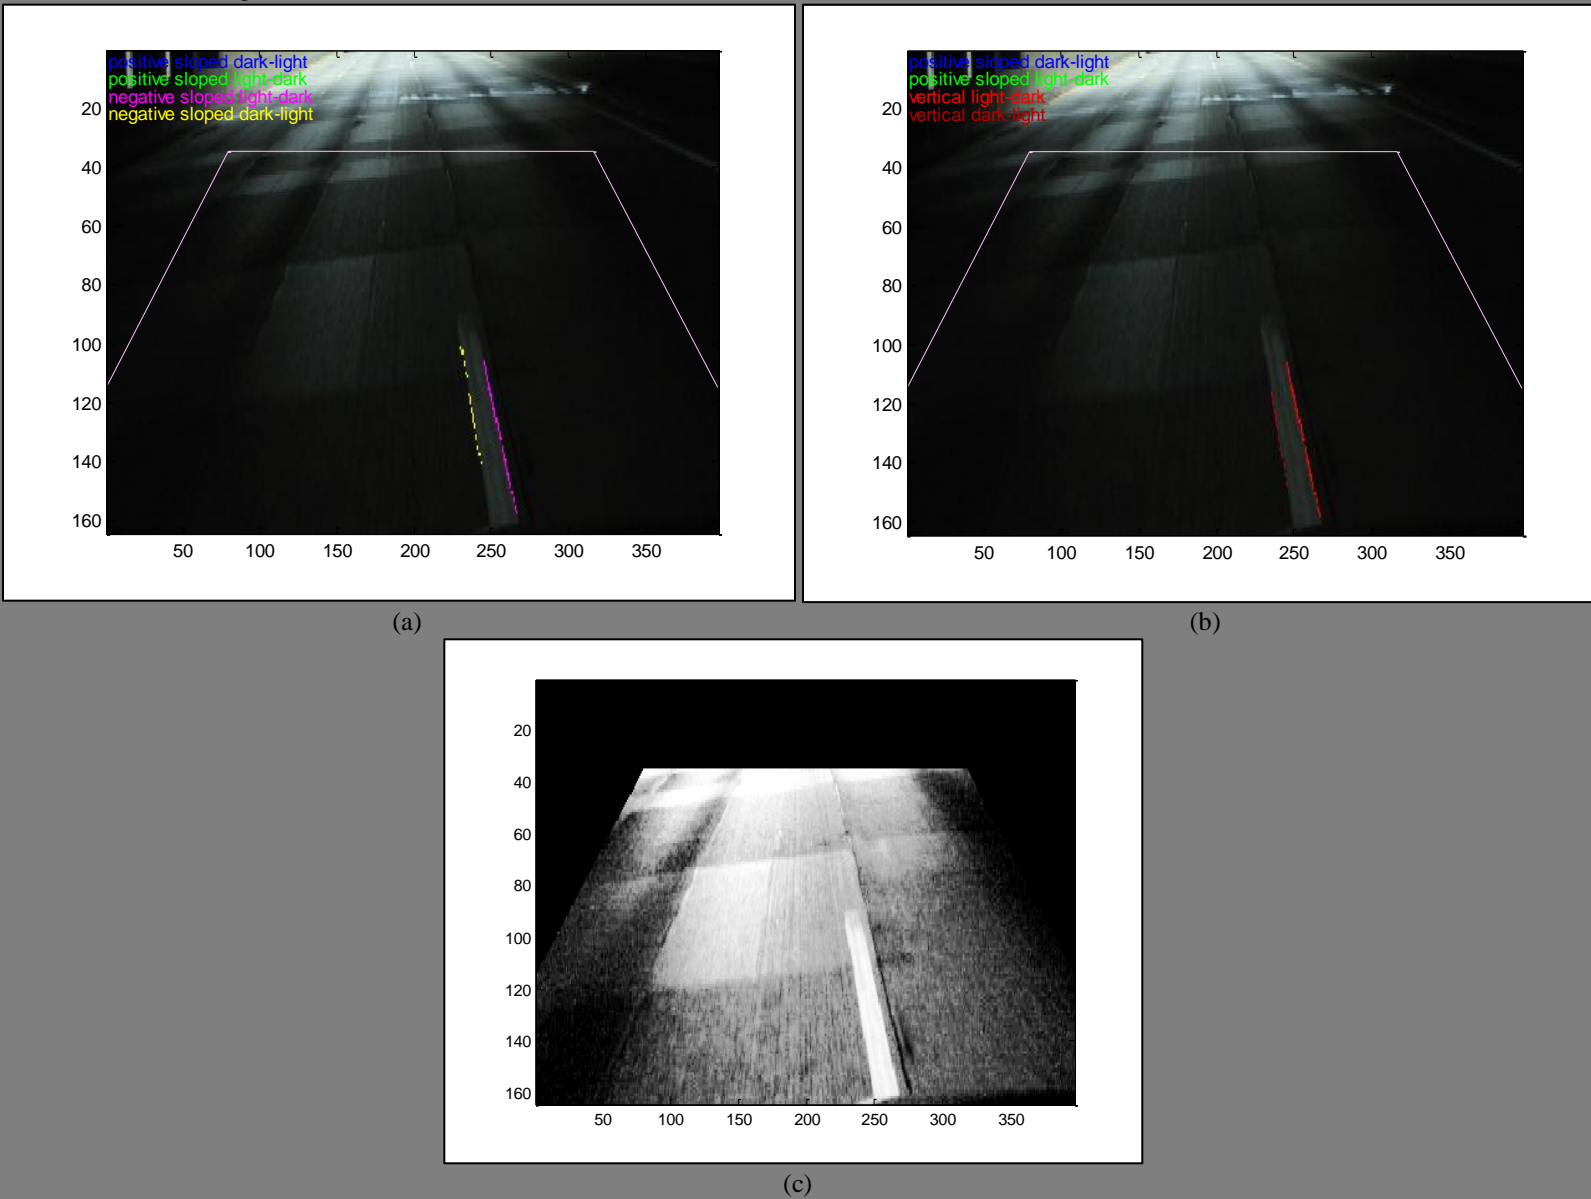 positive sloped dark-light
positive sloped light-dark
negative sloped light-dark
negative sloped dark-light
20
40
60
80
100
120
140
160
50 100 150 200 250 300 350
(a)
positive sloped dark-light
positive sloped light-dark
vertical light-dark
vertical dark-light
20
40
60
80
100
120
140
160
50 100 150 200 250 300 350
(b)
20
40
60
80
100
120
140
160
50 100 150 200 250 300 350
(c)